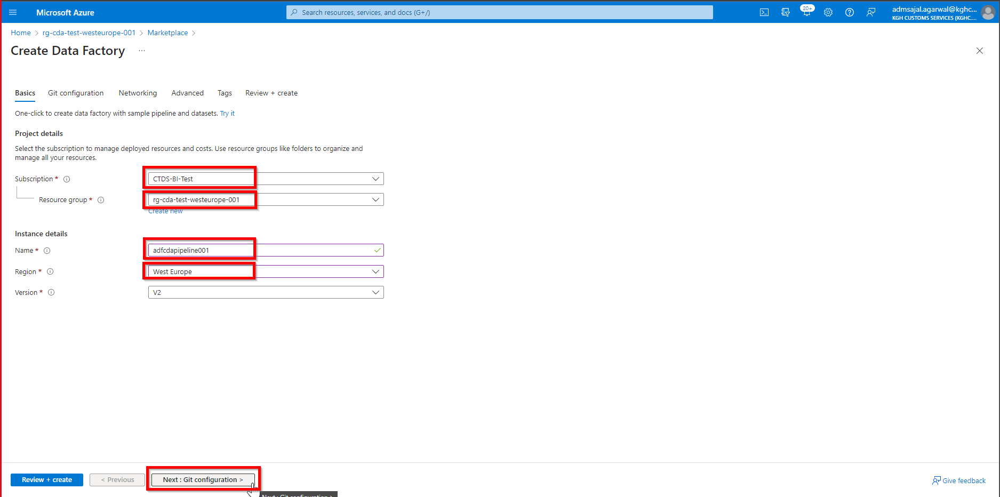 Microsoft Azure
Search resources, services, and docs (G+/)
20+
admsajal.agarwal@kghc...
KGH CUSTOMS SERVICES (KGHC....
Home > rg-cda-test-westeurope-001 > Marketplace >
Create Data Factory ...
Basics Git configuration Networking Advanced Tags Review + create
One-click to create data factory with sample pipeline and datasets. Try it
Project details
Select the subscription to manage deployed resources and costs. Use resource groups like folders to organize and
manage all your resources.
Subscription *
CTDS-BI-Test
Resource group *
rg-cda-test-westeurope-001
Create new
Instance details
Name *
adfcdapipeline001
Region *
West Europe
Version *
V2
Review + create
< Previous
Next : Git configuration >
Give feedback
Next : Git configuration >